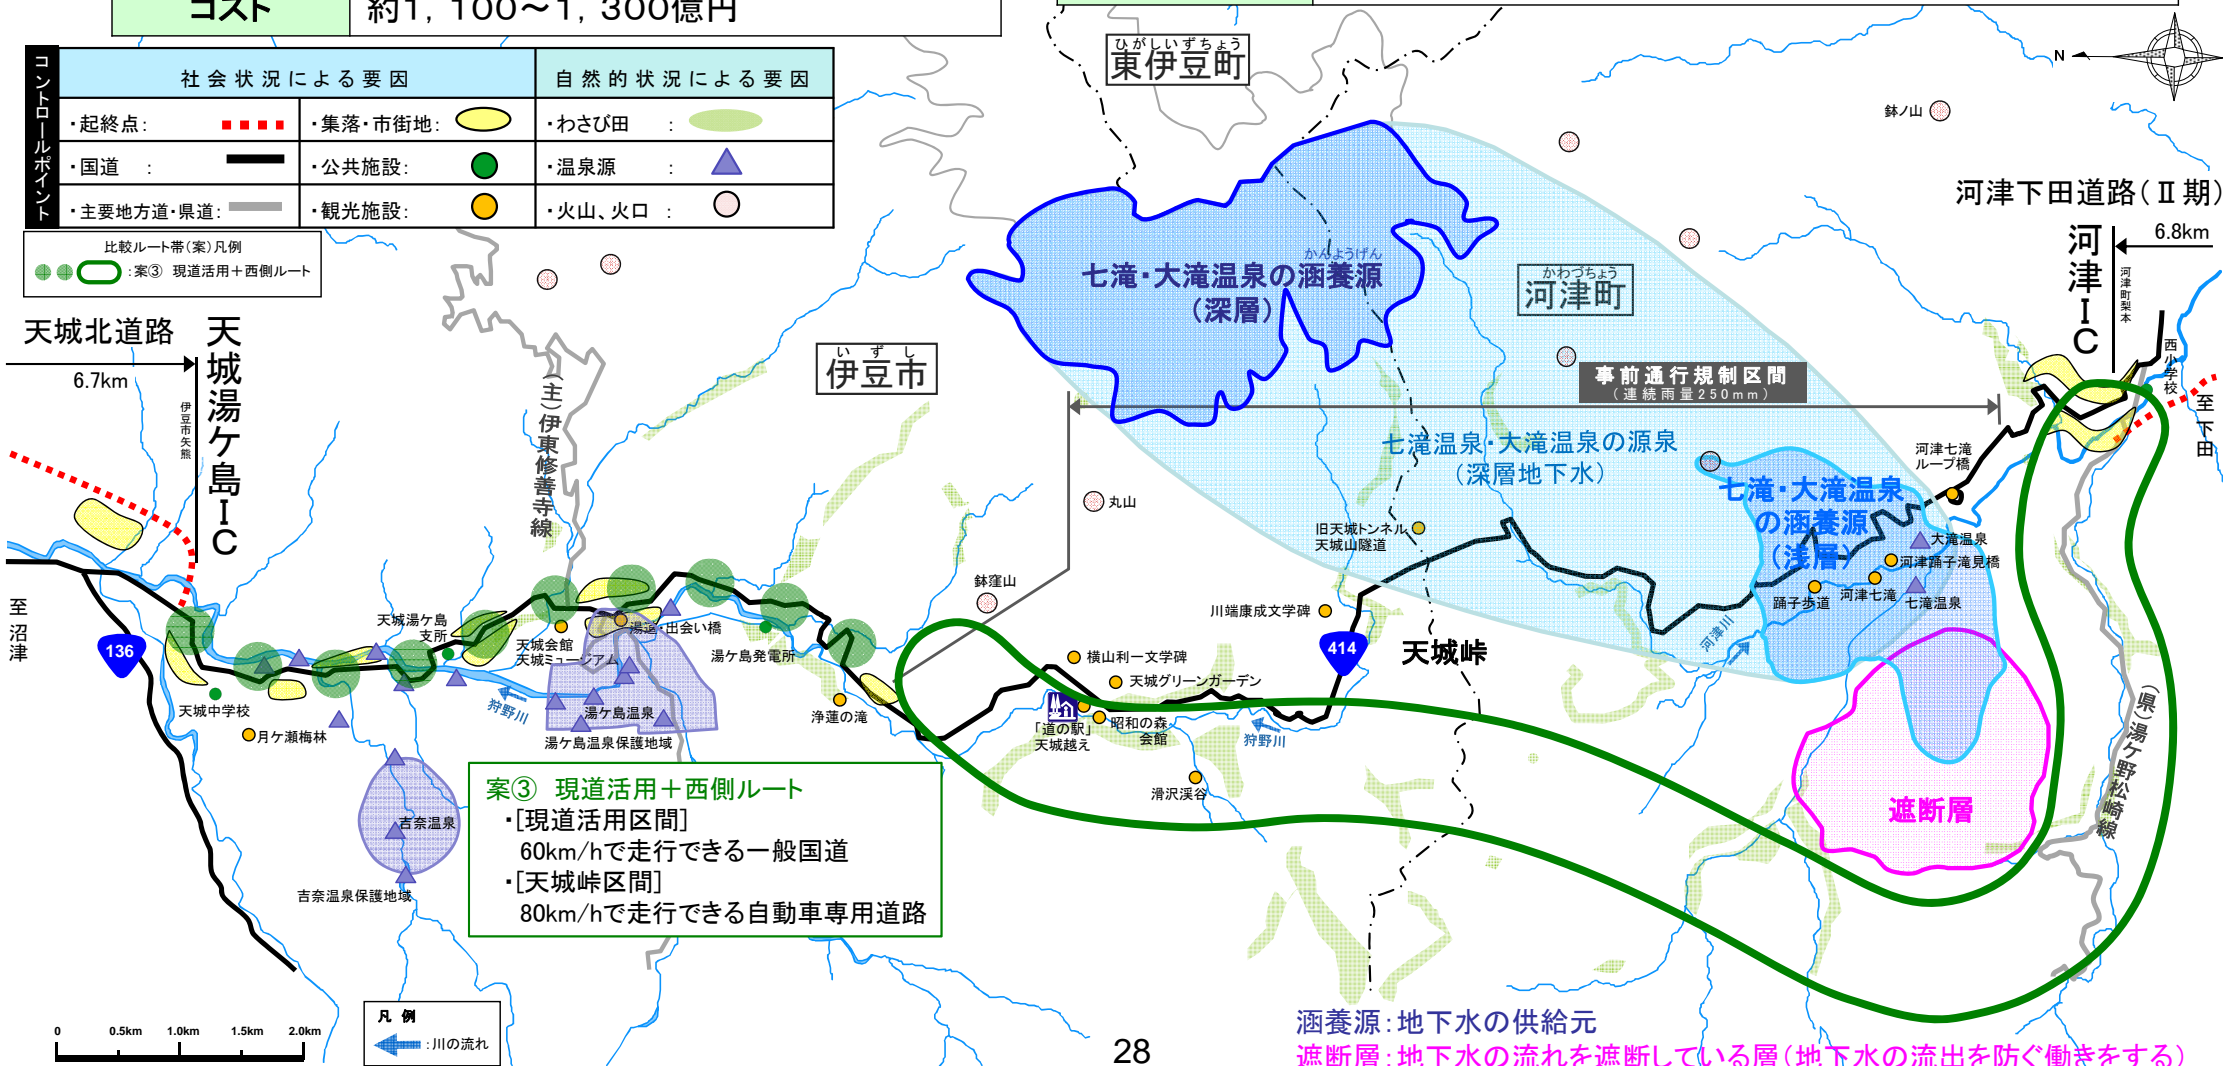 コスト
約1,100～1,300億円
コントロールポイント
社会状況による要因
自然的状況による要因
・起終点：
・集落・市街地：
・わさび田　：
・国道　：
・公共施設：
・温泉源　：
・主要地方道・県道：
・観光施設：
・火山、火口　：
比較ルート帯（案）凡例
：案③ 現道活用＋西側ルート
ひがしいずちょう
東伊豆町
N
鉢ノ山
河津下田道路（Ⅱ期）
6.8km
河津IC
河津町梨本
西小学校
至下田
かわづちょう
河津町
かんようげん
七滝・大滝温泉の涵養源
（深層）
天城北道路
6.7km
天城湯ケ島IC
伊豆市矢熊
（主）伊東修善寺線
いずし
伊豆市
事前通行規制区間
（連続雨量250mm）
七滝温泉・大滝温泉の源泉
（深層地下水）
河津七滝
ループ橋
七滝・大滝温泉
の涵養源
（浅層）
丸山
旧天城トンネル
天城山隧道
大滝温泉
河津踊子滝見橋
河津七滝
踊子歩道
七滝温泉
河津川
鉢窪山
川端康成文学碑
414
天城峠
至沼津
136
天城湯ケ島
支所
天城会館
天城ミュージアム
湯道・出会い橋
湯ケ島発電所
横山利一文学碑
天城グリーンガーデン
天城中学校
月ケ瀬梅林
狩野川
湯ケ島温泉
湯ケ島温泉保護地域
浄蓮の滝
「道の駅」
天城越え
昭和の森
会館
狩野川
滑沢渓谷
（県）湯ケ野松崎線
遮断層
吉奈温泉
吉奈温泉保護地域
案③ 現道活用＋西側ルート
・［現道活用区間］
60km/hで走行できる一般国道
・［天城峠区間］
80km/hで走行できる自動車専用道路
0 0.5km 1.0km 1.5km 2.0km
凡例
：川の流れ
28
涵養源：地下水の供給元
遮断層：地下水の流れを遮断している層（地下水の流出を防ぐ働きをする）